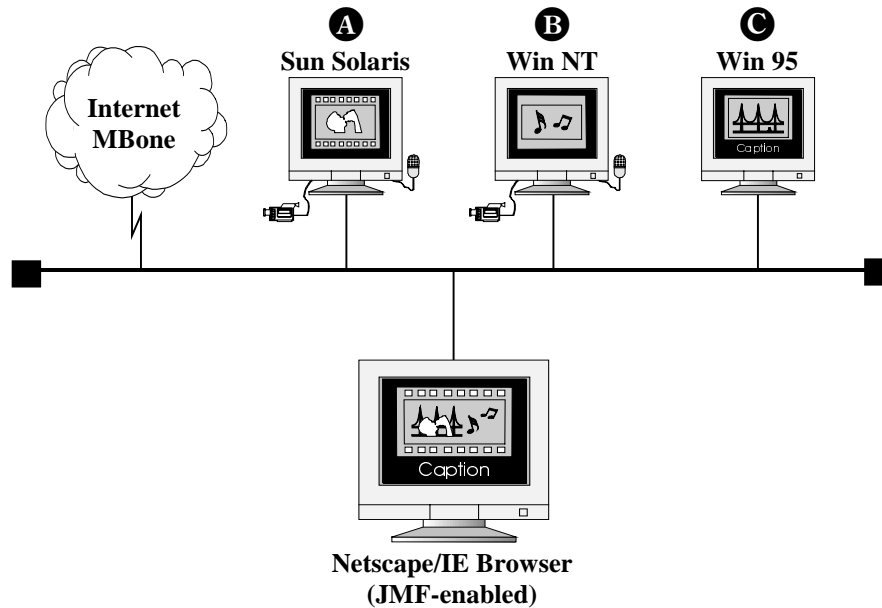 A
B
C
Sun Solaris
Win NT
Win 95
Internet
MBone
Caption
Caption
Netscape/IE Browser
(JMF-enabled)